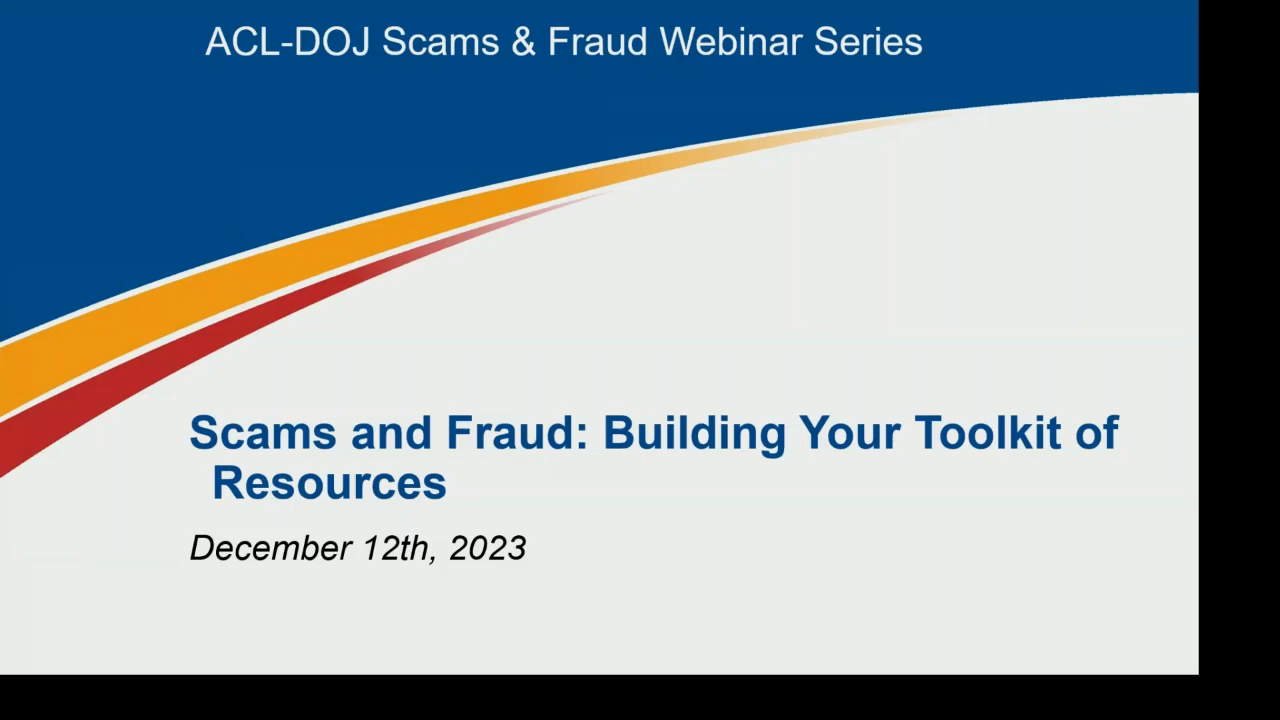 ACL-DOJ Scams & Fraud Webinar Series
Scams and Fraud: Building Your Toolkit of
Resources
December 12th, 2023